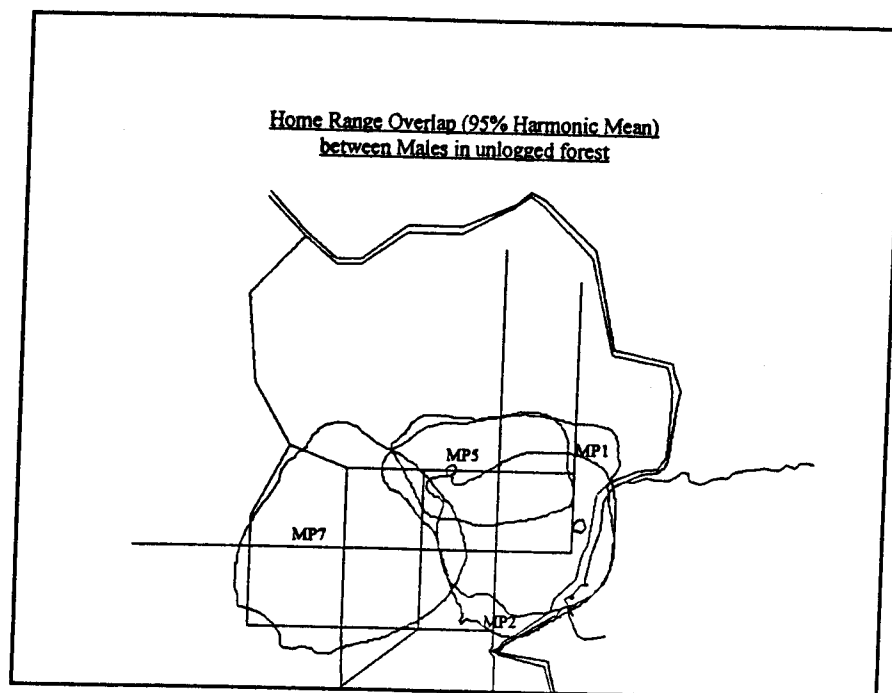 Home Range Overlap (95% Harmonic Mean)
between Males in unlogged forest
MP5
MP1
MP7
MP2